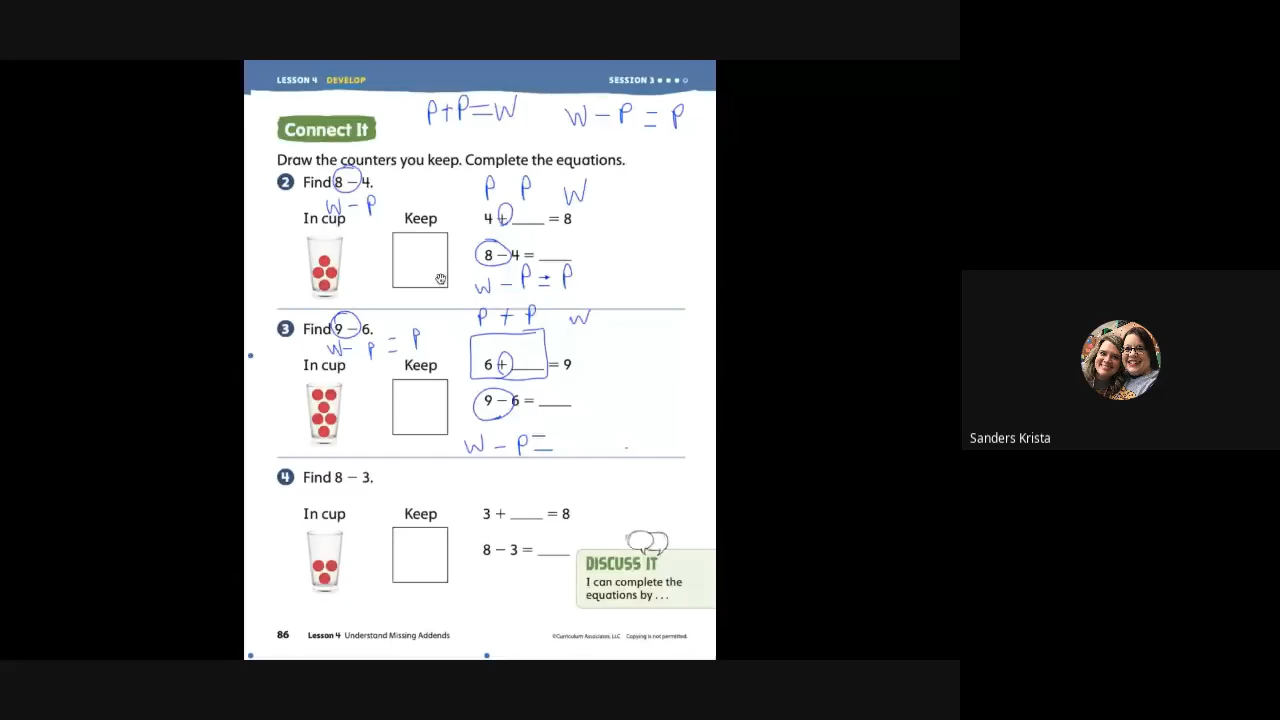 LESSON 4 DEVELOP SESSION 3
P+P=W W-P=P
Connect It
Draw the counters you keep. Complete the equations.
2 Find 8 − 4.
W-P
P P W
In cup Keep 4 + ____ = 8
8 − 4 = ____
W - P = P
3 Find 9 − 6.
W- P = P
P + P W
In cup Keep 6 + ____ = 9
9 − 6 = ____
W - P =
4 Find 8 − 3.
In cup Keep 3 + ____ = 8
8 − 3 = ____
DISCUSS IT
I can complete the
equations by . . .
86 Lesson 4 Understand Missing Addends ©Curriculum Associates, LLC Copying is not permitted.
Sanders Krista